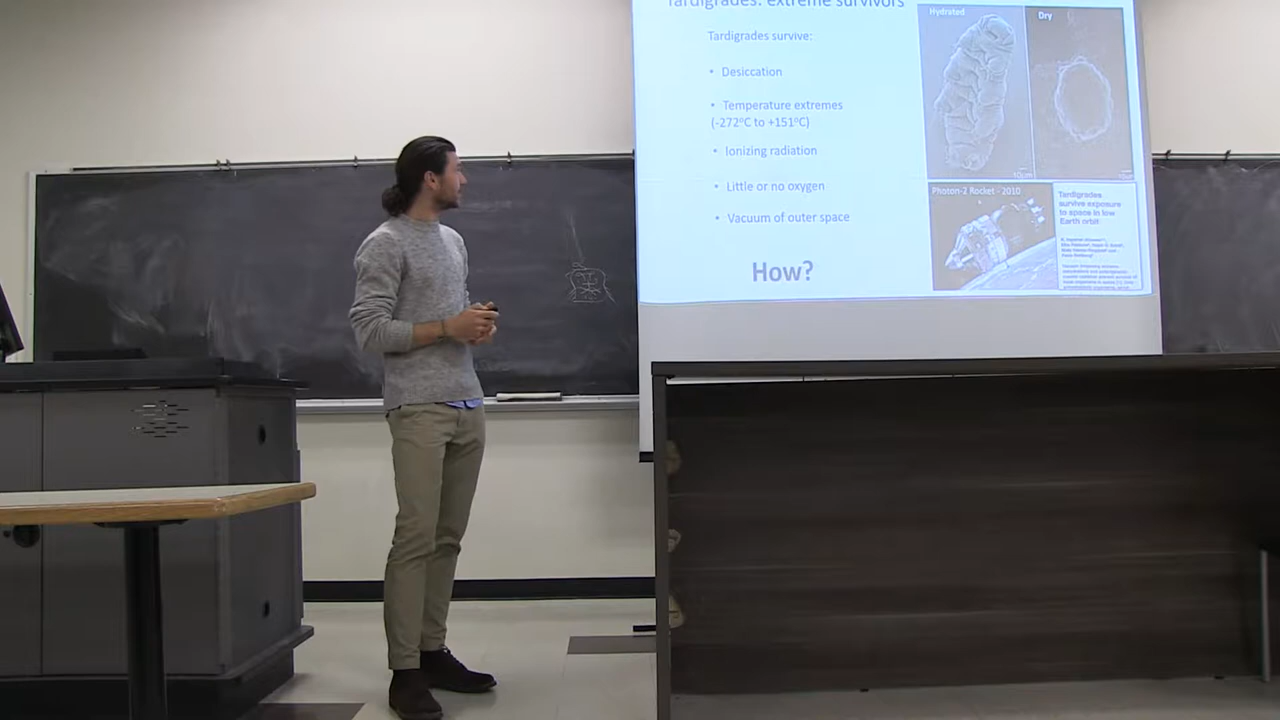 Tardigrades: extreme survivors
Tardigrades survive:
• Desiccation
• Temperature extremes
(-272°C to +151°C)
• Ionizing radiation
• Little or no oxygen
• Vacuum of outer space
How?
Hydrated
Dry
10µm
Photon-2 Rocket - 2010
Tardigrades
survive exposure
to space in low
Earth orbit